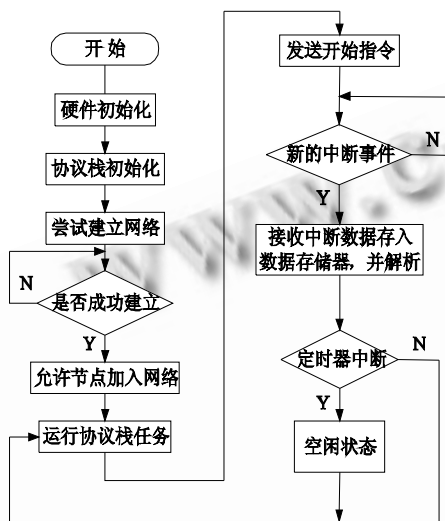 开始
硬件初始化
协议栈初始化
尝试建立网络
N
是否成功建立
Y
允许节点加入网络
运行协议栈任务
发送开始指令
新的中断事件
N
Y
接收中断数据存入
数据存储器,并解析
定时器中断
N
Y
空闲状态